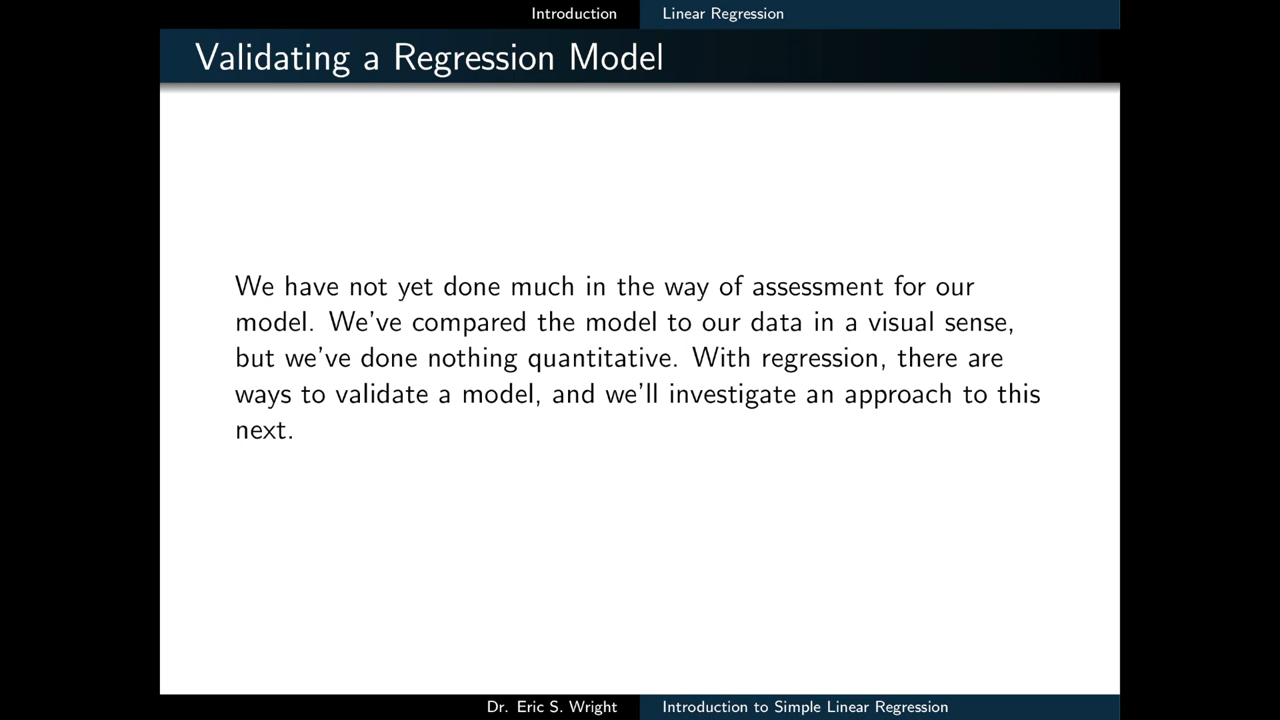 Introduction
Linear Regression
Validating a Regression Model
We have not yet done much in the way of assessment for our
model. We've compared the model to our data in a visual sense,
but we've done nothing quantitative. With regression, there are
ways to validate a model, and we'll investigate an approach to this
next.
Dr. Eric S. Wright
Introduction to Simple Linear Regression